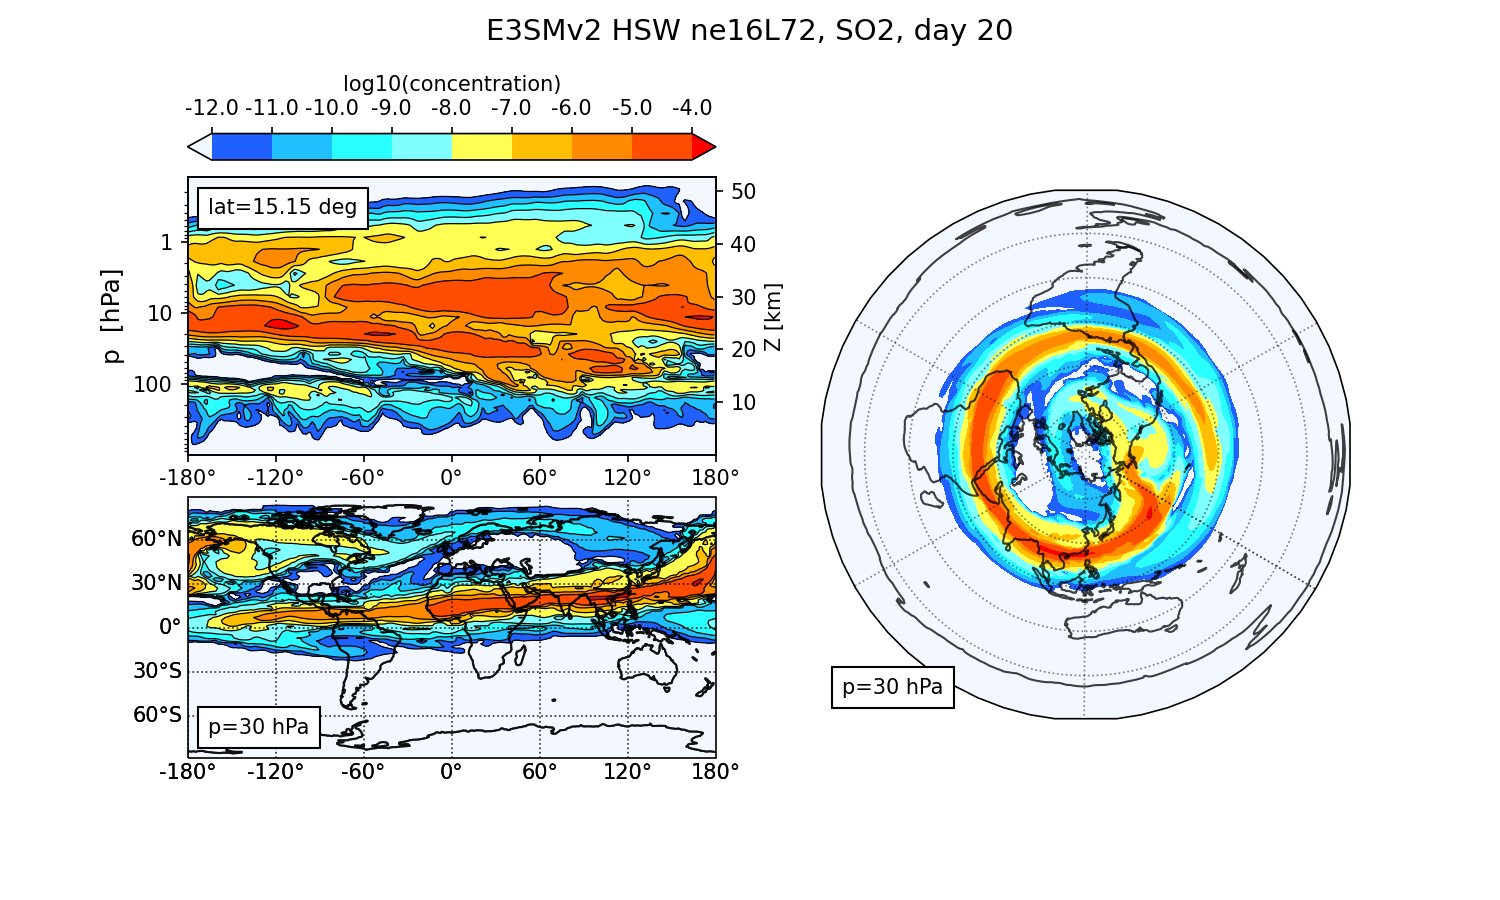 E3SMv2 HSW ne16L72, SO2, day 20
log10(concentration)
-12.0 -11.0 -10.0 -9.0 -8.0 -7.0 -6.0 -5.0 -4.0
lat=15.15 deg
p [hPa]
1
10
100
50
40
30
20
10
Z [km]
-180° -120° -60° 0° 60° 120° 180°
60°N
30°N
0°
30°S
60°S
p=30 hPa
-180° -120° -60° 0° 60° 120° 180°
p=30 hPa